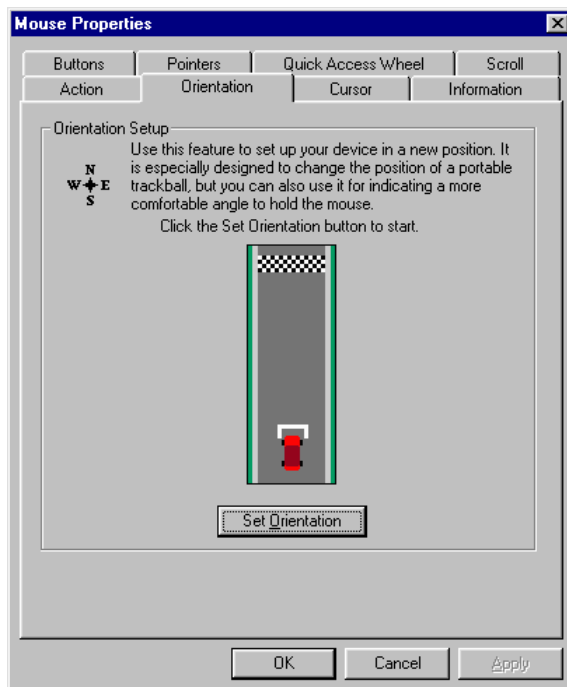 Mouse Properties
Buttons Pointers Quick Access Wheel Scroll
Action Orientation Cursor Information
Orientation Setup
Use this feature to set up your device in a new position. It
is especially designed to change the position of a portable
trackball, but you can also use it for indicating a more
comfortable angle to hold the mouse.
N
W E
S
Click the Set Orientation button to start.
Set Orientation
OK Cancel Apply